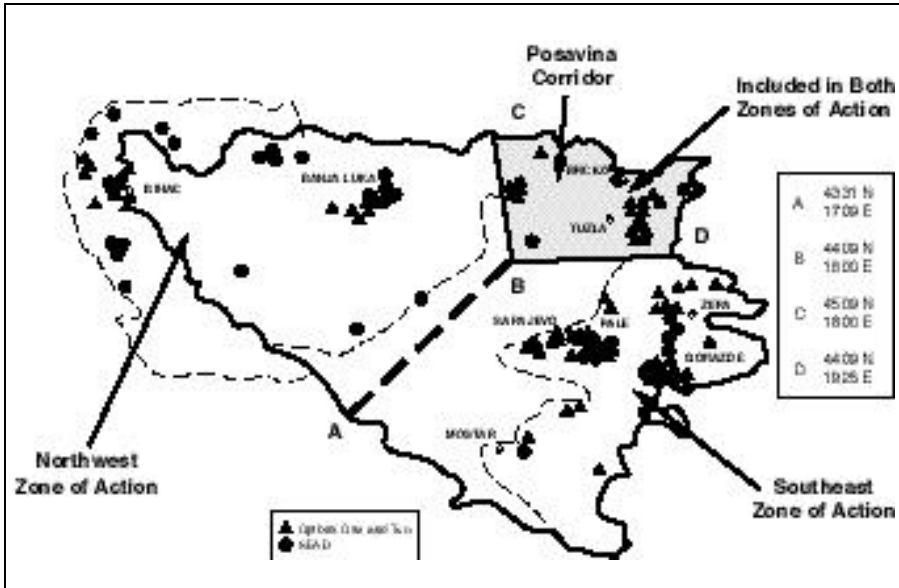 Posavina
Corridor
Included in Both
Zones of Action
C
BRCKO
BIHAC
BANJA LUKA
TUZLA
D
B
SARAJEVO
PALE
ZEPA
GORAZDE
A
MOSTAR
Northwest
Zone of Action
Southeast
Zone of Action
A 4331 N
1709 E
B 4409 N
1800 E
C 4509 N
1800 E
D 4409 N
1925 E
Options One and Two
SEAD